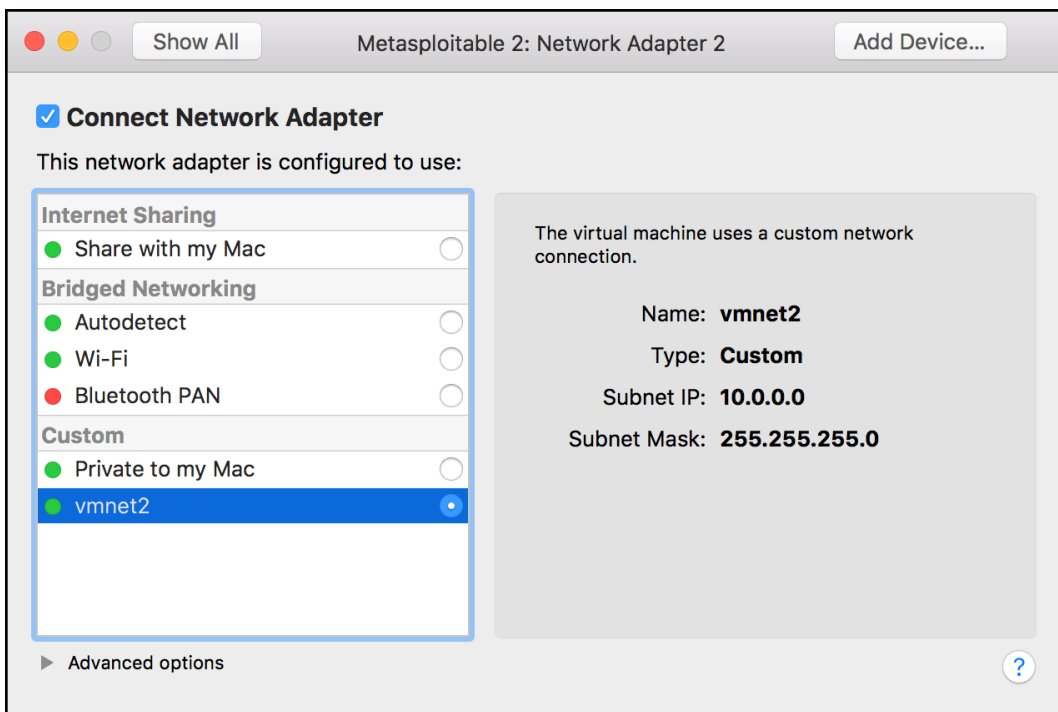 Show All
Metasploitable 2: Network Adapter 2
Add Device...
Connect Network Adapter
This network adapter is configured to use:
Internet Sharing
Share with my Mac
Bridged Networking
Autodetect
Wi-Fi
Bluetooth PAN
Custom
Private to my Mac
vmnet2
The virtual machine uses a custom network
connection.
Name: vmnet2
Type: Custom
Subnet IP: 10.0.0.0
Subnet Mask: 255.255.255.0
Advanced options
?